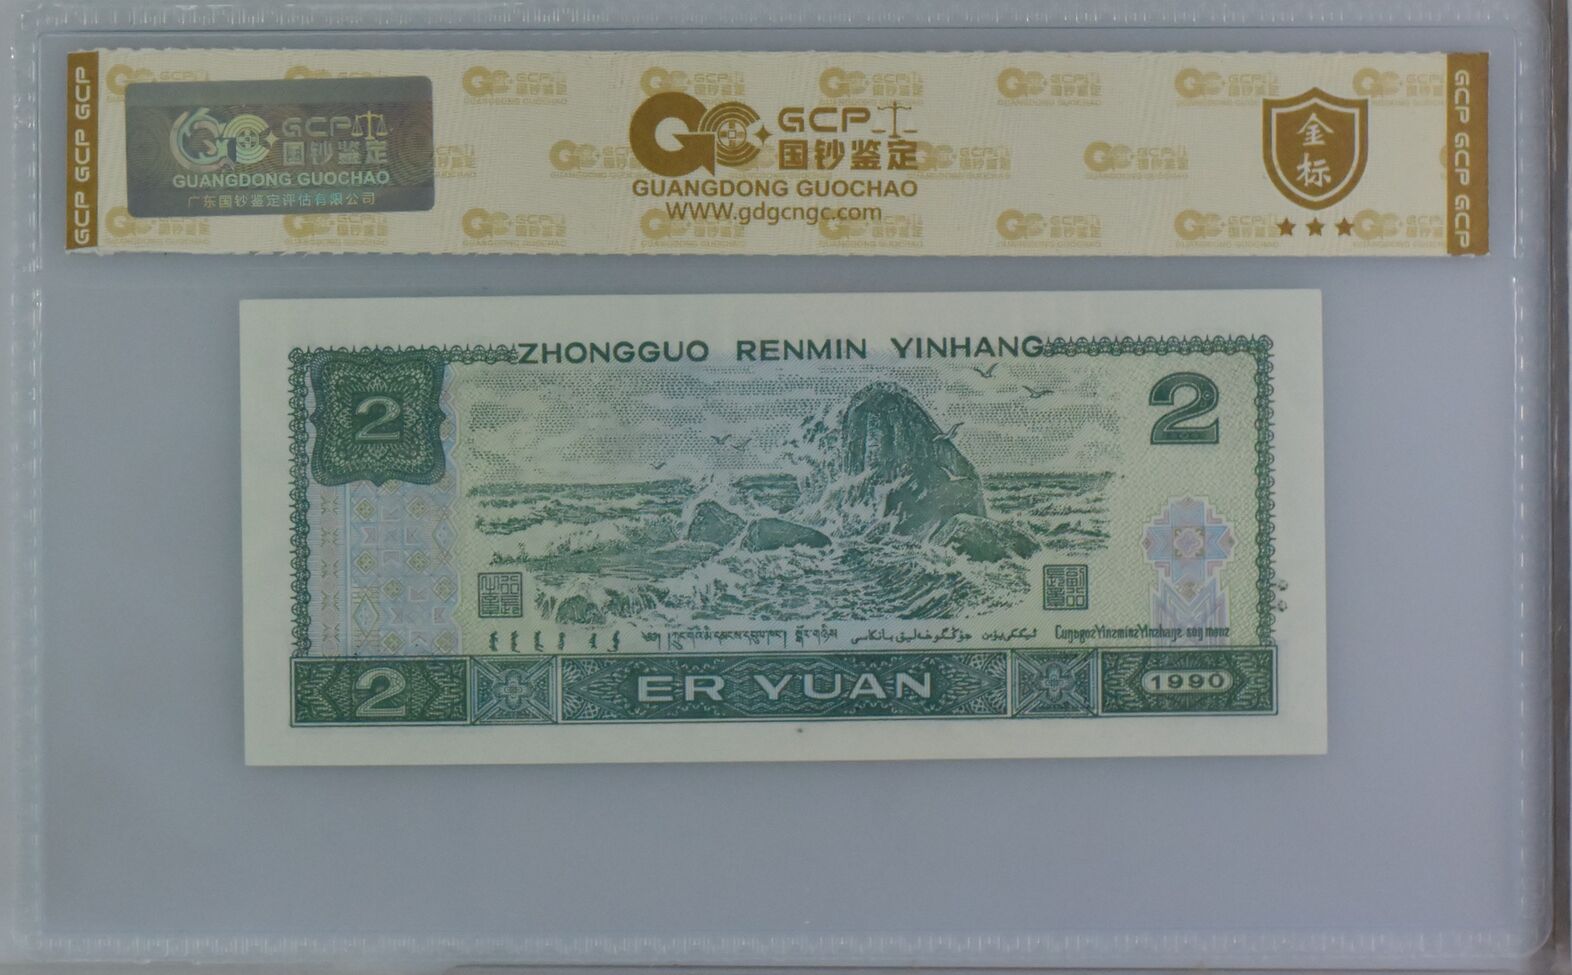 GCP GCP GCP
GCP
国钞鉴定
GUANGDONG GUOCHAO
广东国钞鉴定评估有限公司
GCP
国钞鉴定
GUANGDONG GUOCHAO
WWW.gdgcngc.com
金
标
GCP GCP GCP
ZHONGGUO RENMIN YINHANG
2
2
2
ER YUAN
1990